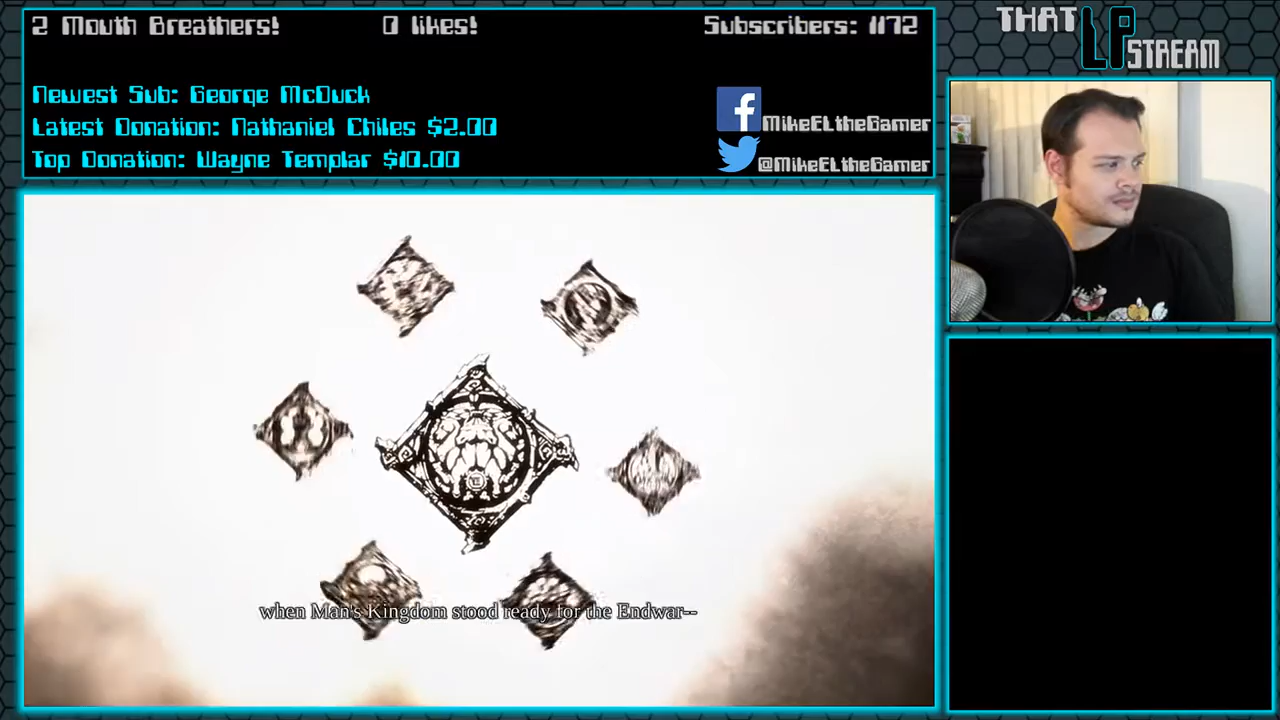 2 Mouth Breathers! 0 likes! Subscribers: 1172
THAT LP STREAM
Newest Sub: George McDuck
Latest Donation: Nathaniel Chiles $2.00
Top Donation: Wayne Templar $10.00
MikeELtheGamer
@MikeELtheGamer
when Man's Kingdom stood ready for the Endwar--